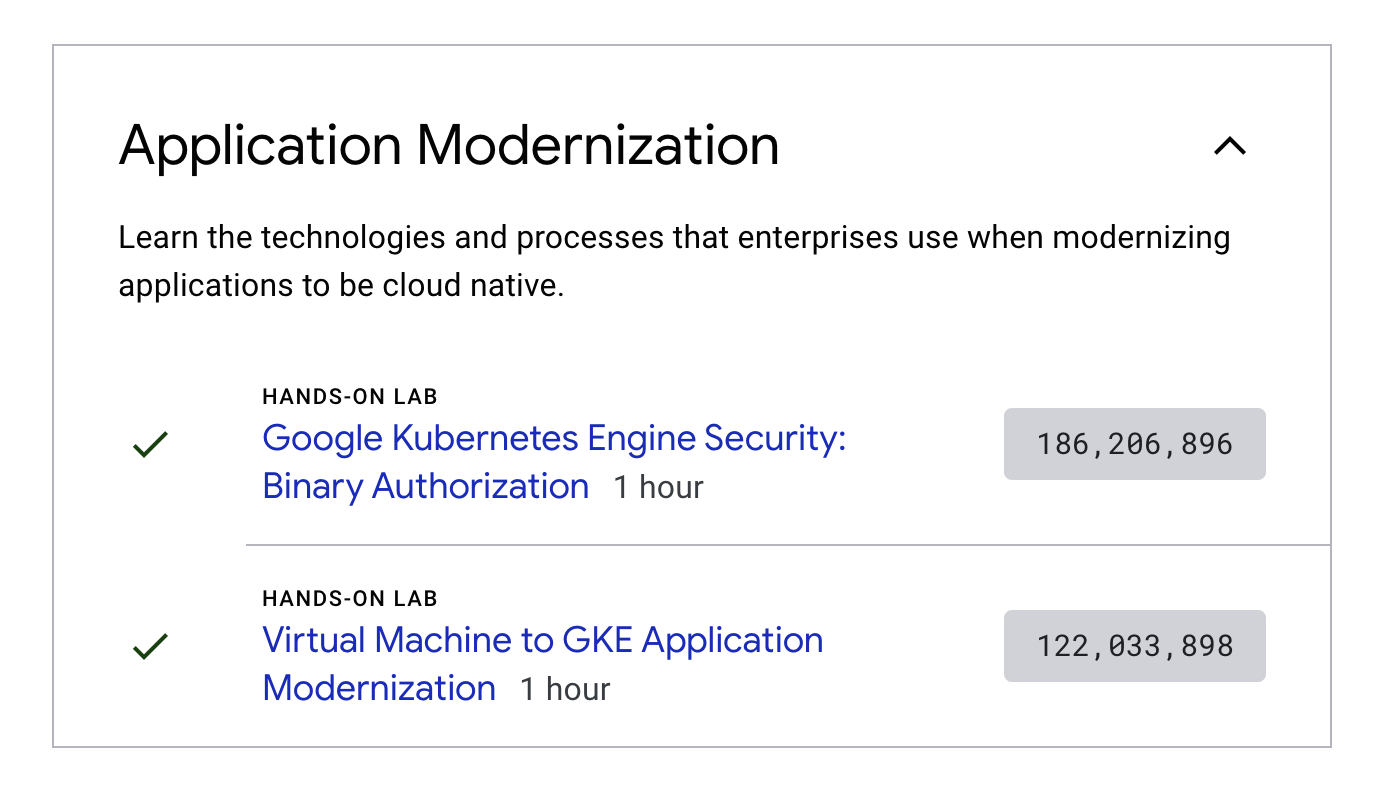 Application Modernization
Learn the technologies and processes that enterprises use when modernizing
applications to be cloud native.
HANDS-ON LAB
Google Kubernetes Engine Security:
Binary Authorization 1 hour
186,206,896
HANDS-ON LAB
Virtual Machine to GKE Application
Modernization 1 hour
122,033,898